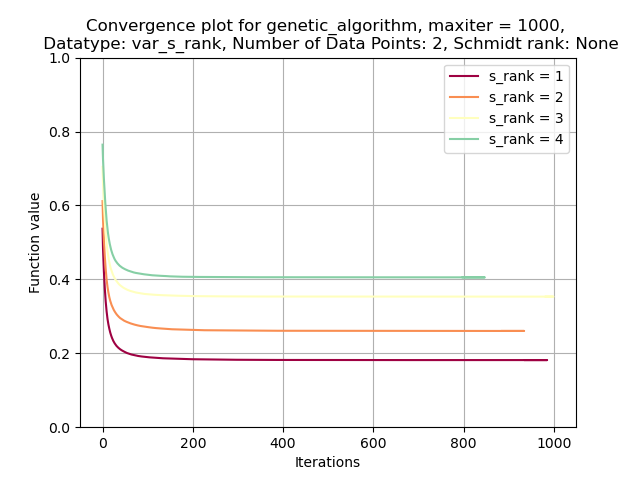 Convergence plot for genetic_algorithm, maxiter = 1000,
Datatype: var_s_rank, Number of Data Points: 2, Schmidt rank: None
s_rank = 1
s_rank = 2
s_rank = 3
s_rank = 4
1.0
0.8
0.6
0.4
0.2
0.0
Function value
0 200 400 600 800 1000
Iterations